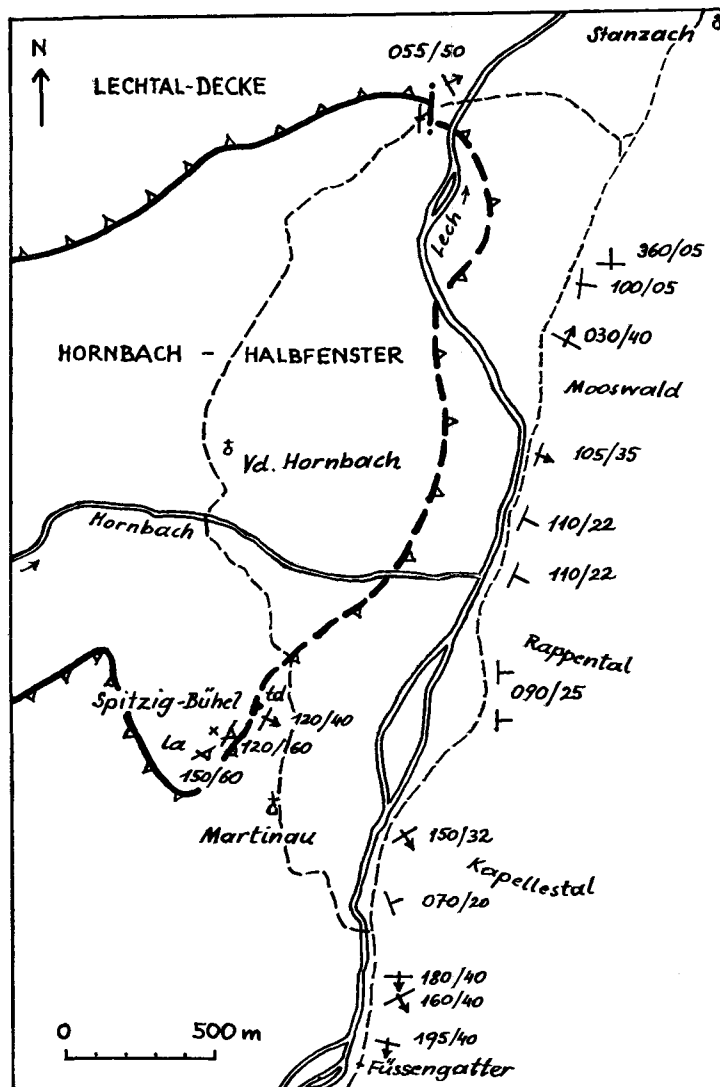 Stanzach
N
055/50
LECHTAL-DECKE
Lech
360/05
100/05
030/40
HORNBACH - HALBFENSTER
Mooswald
Vd. Hornbach
105/35
Hornbach
110/22
110/22
Rappental
090/25
Spitzig-Bühel
td
120/40
la
120/60
150/60
Martinau
150/32
Kapellestal
070/20
180/40
160/40
0 500 m
195/40
Füssengatter